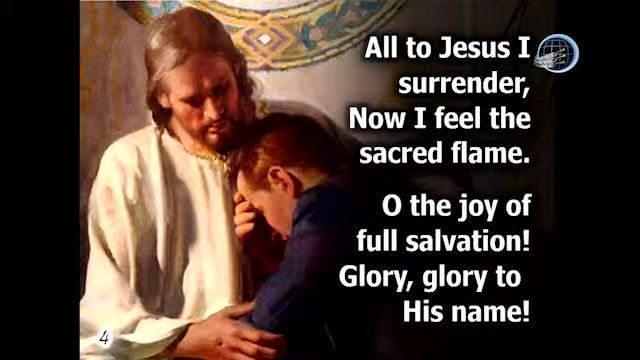 All to Jesus I
surrender,
Now I feel the
sacred flame.
O the joy of
full salvation!
Glory, glory to
His name!
4